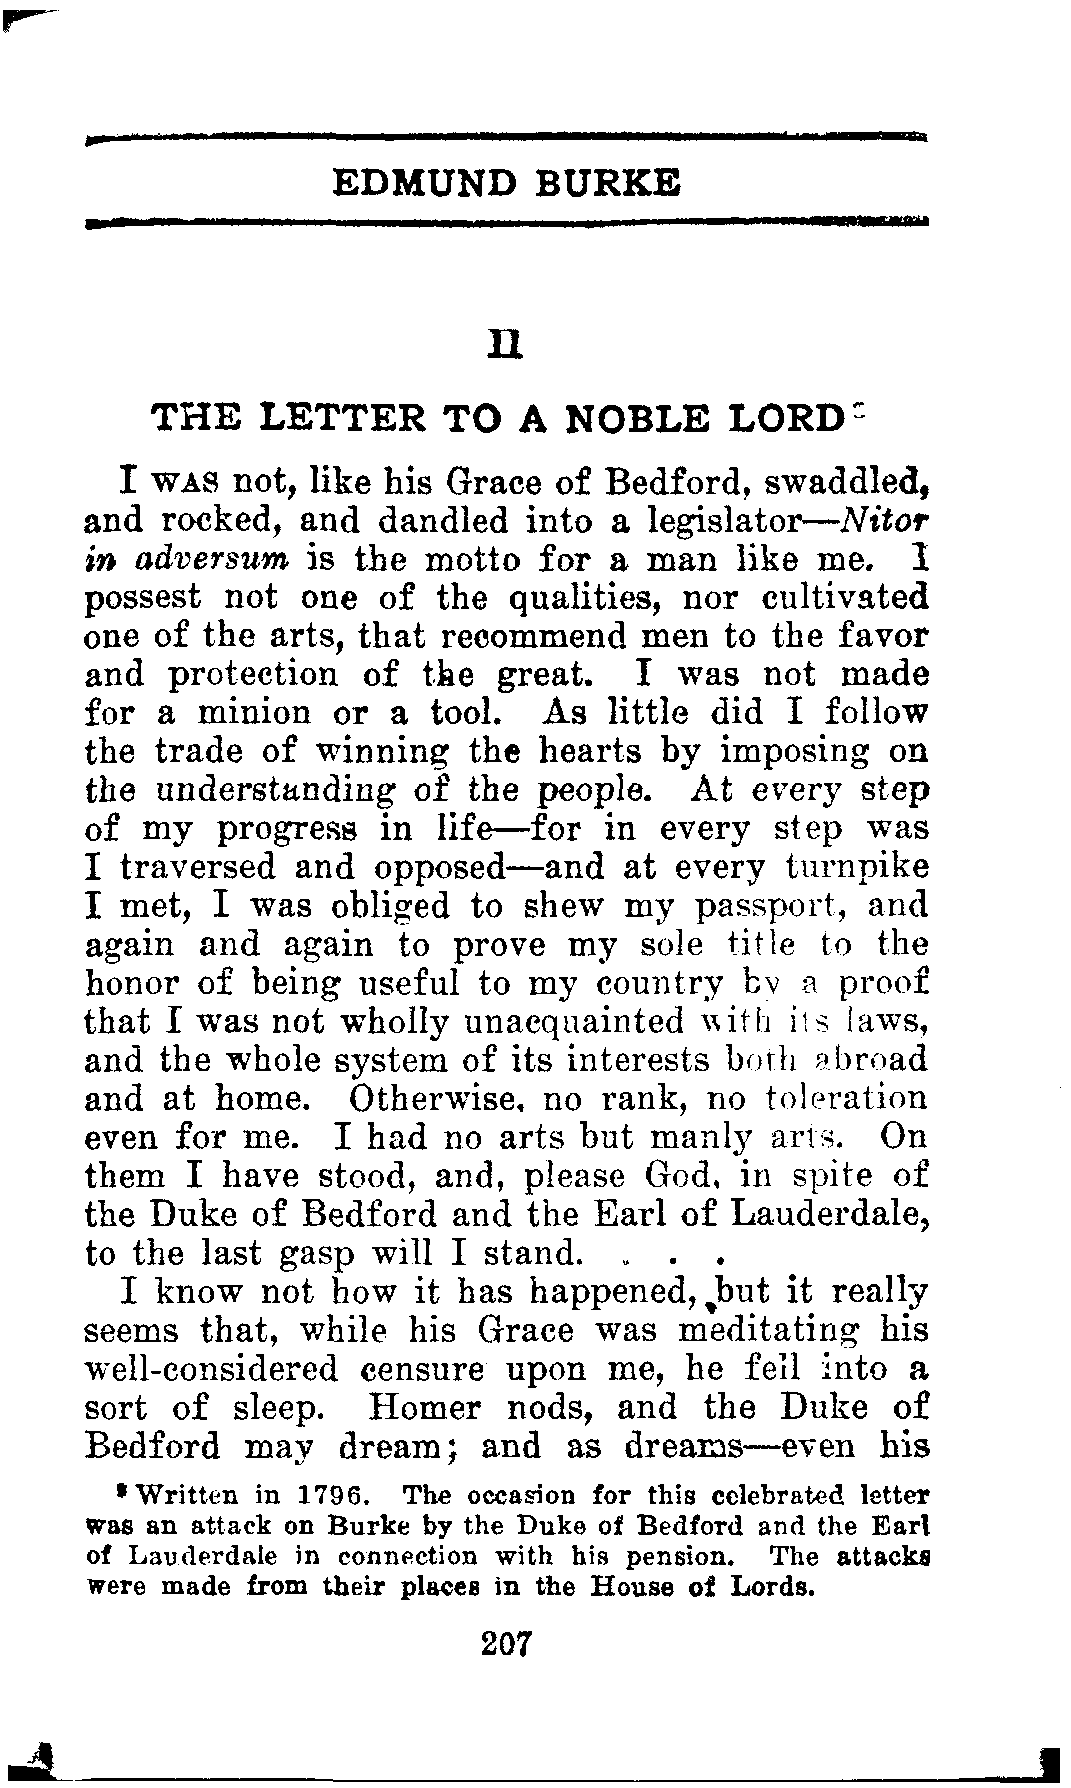 EDMUND BURKE
II
THE LETTER TO A NOBLE LORD
I WAS not, like his Grace of Bedford, swaddled,
and rocked, and dandled into a legislator—Nitor
in adversum is the motto for a man like me. I
possest not one of the qualities, nor cultivated
one of the arts, that recommend men to the favor
and protection of the great. I was not made
for a minion or a tool. As little did I follow
the trade of winning the hearts by imposing on
the understanding of the people. At every step
of my progress in life—for in every step was
I traversed and opposed—and at every turnpike
I met, I was obliged to shew my passport, and
again and again to prove my sole title to the
honor of being useful to my country by a proof
that I was not wholly unacquainted with its laws,
and the whole system of its interests both abroad
and at home. Otherwise, no rank, no toleration
even for me. I had no arts but manly arts. On
them I have stood, and, please God, in spite of
the Duke of Bedford and the Earl of Lauderdale,
to the last gasp will I stand. . . .
I know not how it has happened, but it really
seems that, while his Grace was meditating his
well-considered censure upon me, he fell into a
sort of sleep. Homer nods, and the Duke of
Bedford may dream; and as dreams—even his
Written in 1796. The occasion for this celebrated letter
was an attack on Burke by the Duke of Bedford and the Earl
of Lauderdale in connection with his pension. The attacks
were made from their places in the House of Lords.
207